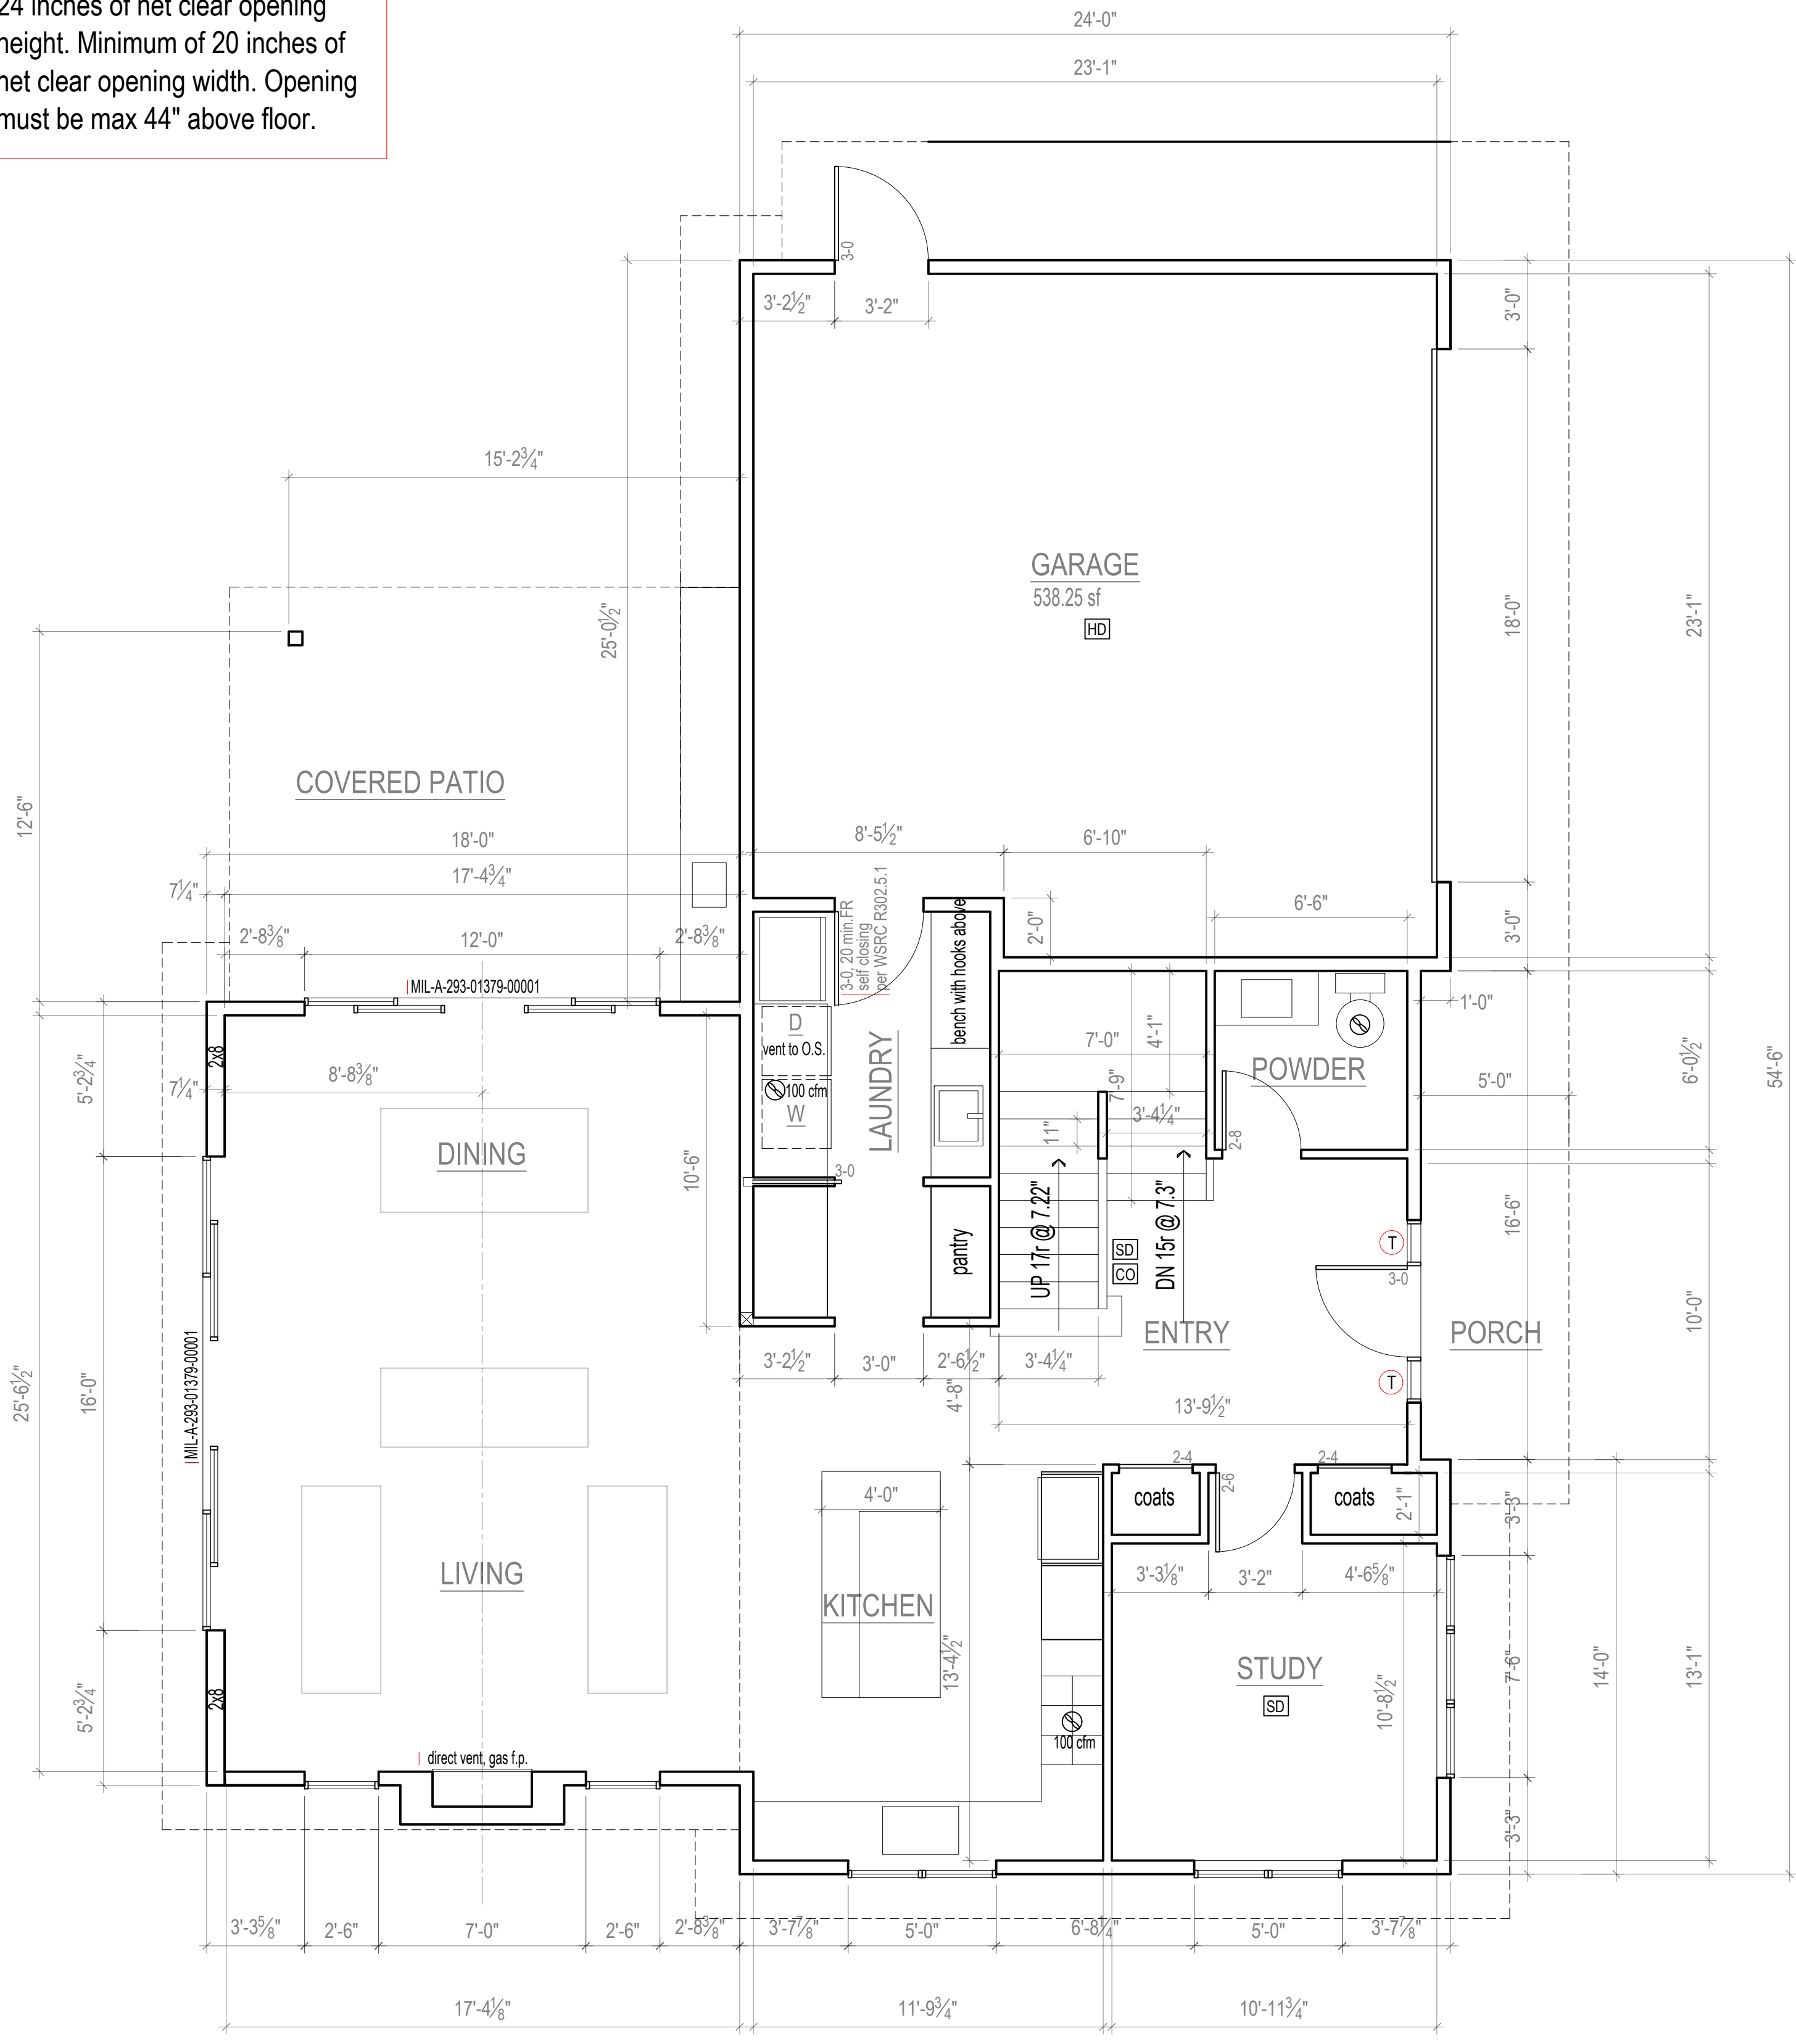 24 inches of net clear opening
height. Minimum of 20 inches of
net clear opening width. Opening
must be max 44" above floor.
24'-0"
23'-1"
3-0
3'-2½"
3'-2"
3'-0"
15'-2¾"
GARAGE
538.25 sf
HD
25'-0½"
18'-0"
23'-1"
54'-6"
12'-6"
COVERED PATIO
18'-0"
17'-4¾"
7¼"
2'-8⅜"
12'-0"
2'-8⅜"
8'-5½"
6'-10"
6'-6"
3'-0"
2'-0"
3-0, 20 min.FR
self closing
per WSRC R302.5.1
bench with hooks above
MIL-A-293-01379-00001
1'-0"
2x8
5'-2¾"
7¼"
8'-8⅜"
D
vent to O.S.
100 cfm
W
LAUNDRY
7'-0"
4'-1"
7'-9"
3'-4¼"
11"
POWDER
2-8
6'-0½"
5'-0"
DINING
10'-6"
3-0
pantry
UP 17r @ 7.22"
SD
CO
DN 15r @ 7.3"
16'-6"
T
3-0
10'-0"
ENTRY
PORCH
T
MIL-A-293-01379-00001
25'-6½"
16'-0"
3'-2½"
3'-0"
2'-6½"
3'-4¼"
4'-8"
13'-9½"
2-4
2-6
2-4
coats
coats
2'-1"
3'-3"
4'-0"
LIVING
KITCHEN
13'-4½"
3'-3⅛"
3'-2"
4'-6⅝"
STUDY
SD
10'-8½"
7'-6"
14'-0"
13'-1"
2x8
5'-2¾"
100 cfm
direct vent, gas f.p.
3'-3"
3'-3⅝"
2'-6"
7'-0"
2'-6"
2'-8⅜"
3'-7⅞"
5'-0"
6'-8¼"
5'-0"
3'-7⅞"
17'-4⅛"
11'-9¾"
10'-11¾"